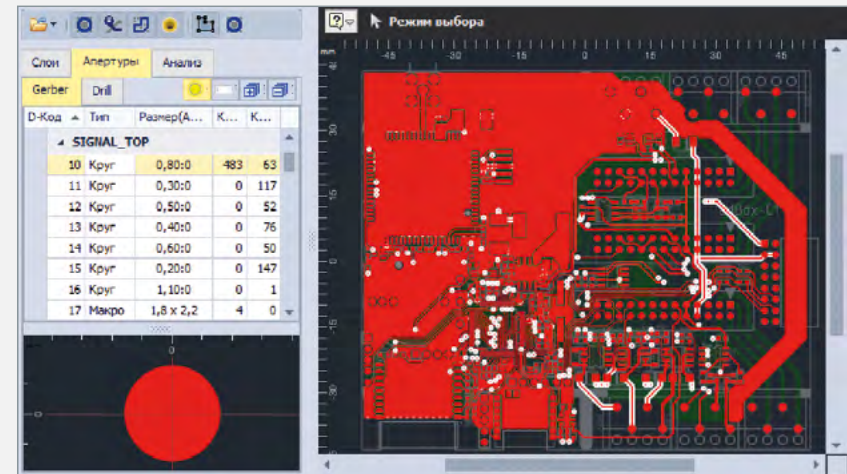 Режим выбора
Слои Апертуры Анализ
Gerber Drill
D-Код Тип Размер(А... К... К...
SIGNAL_TOP
10 Круг 0,80:0 483 63
11 Круг 0,30:0 0 117
12 Круг 0,50:0 0 52
13 Круг 0,40:0 0 76
14 Круг 0,60:0 0 50
15 Круг 0,20:0 0 147
16 Круг 1,10:0 0 1
17 Макро 1,8 x 2,2 4 0
mm -45 -30 -15 0 15 30 45
30
15
0
-15
-30
0
0